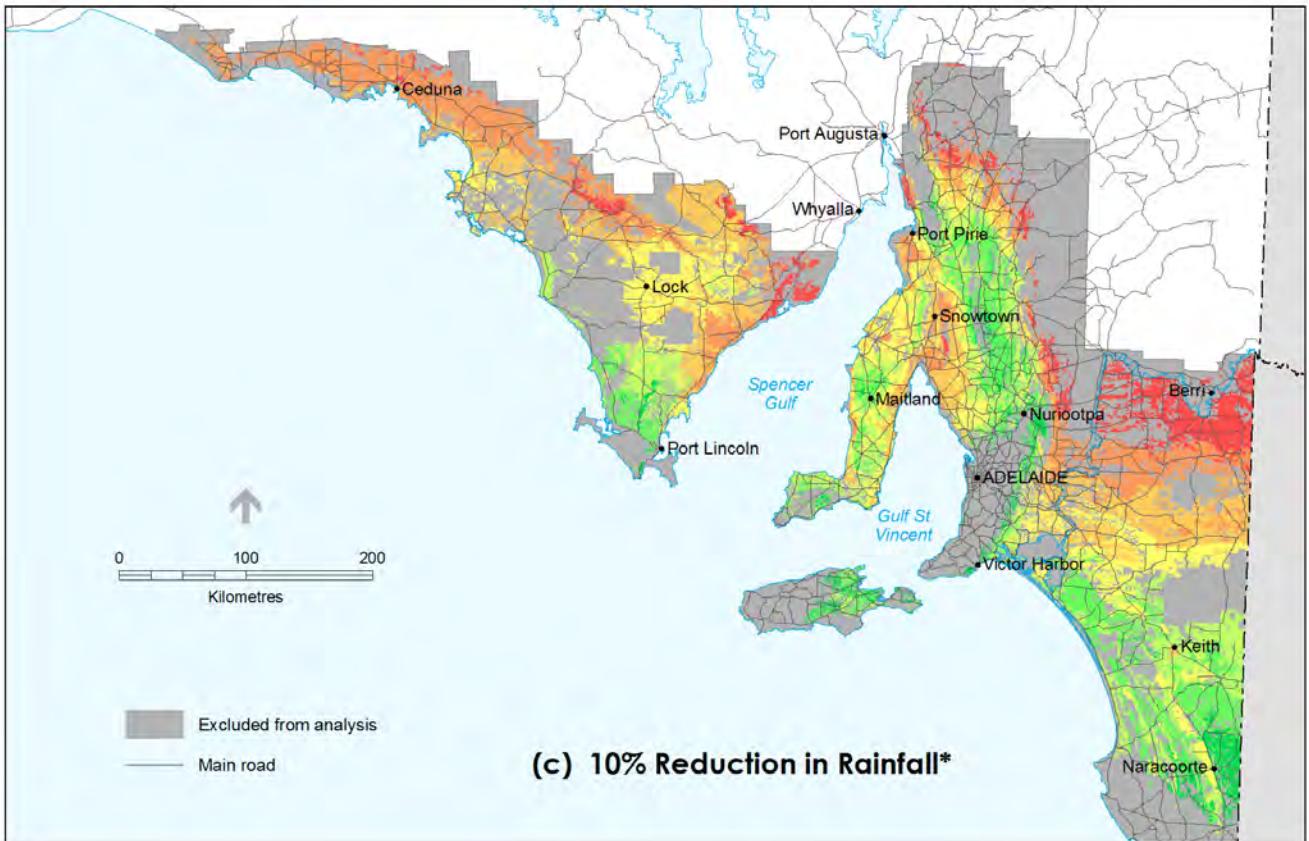 Ceduna
Port Augusta
Whyalla
Port Pirie
Lock
Snowtown
Spencer
Gulf
Maitland
Berri
Nuriootpa
Port Lincoln
ADELAIDE
Gulf St
Vincent
Victor Harbor
0 100 200
Kilometres
Keith
Excluded from analysis
Main road
(c) 10% Reduction in Rainfall*
Naracoorte